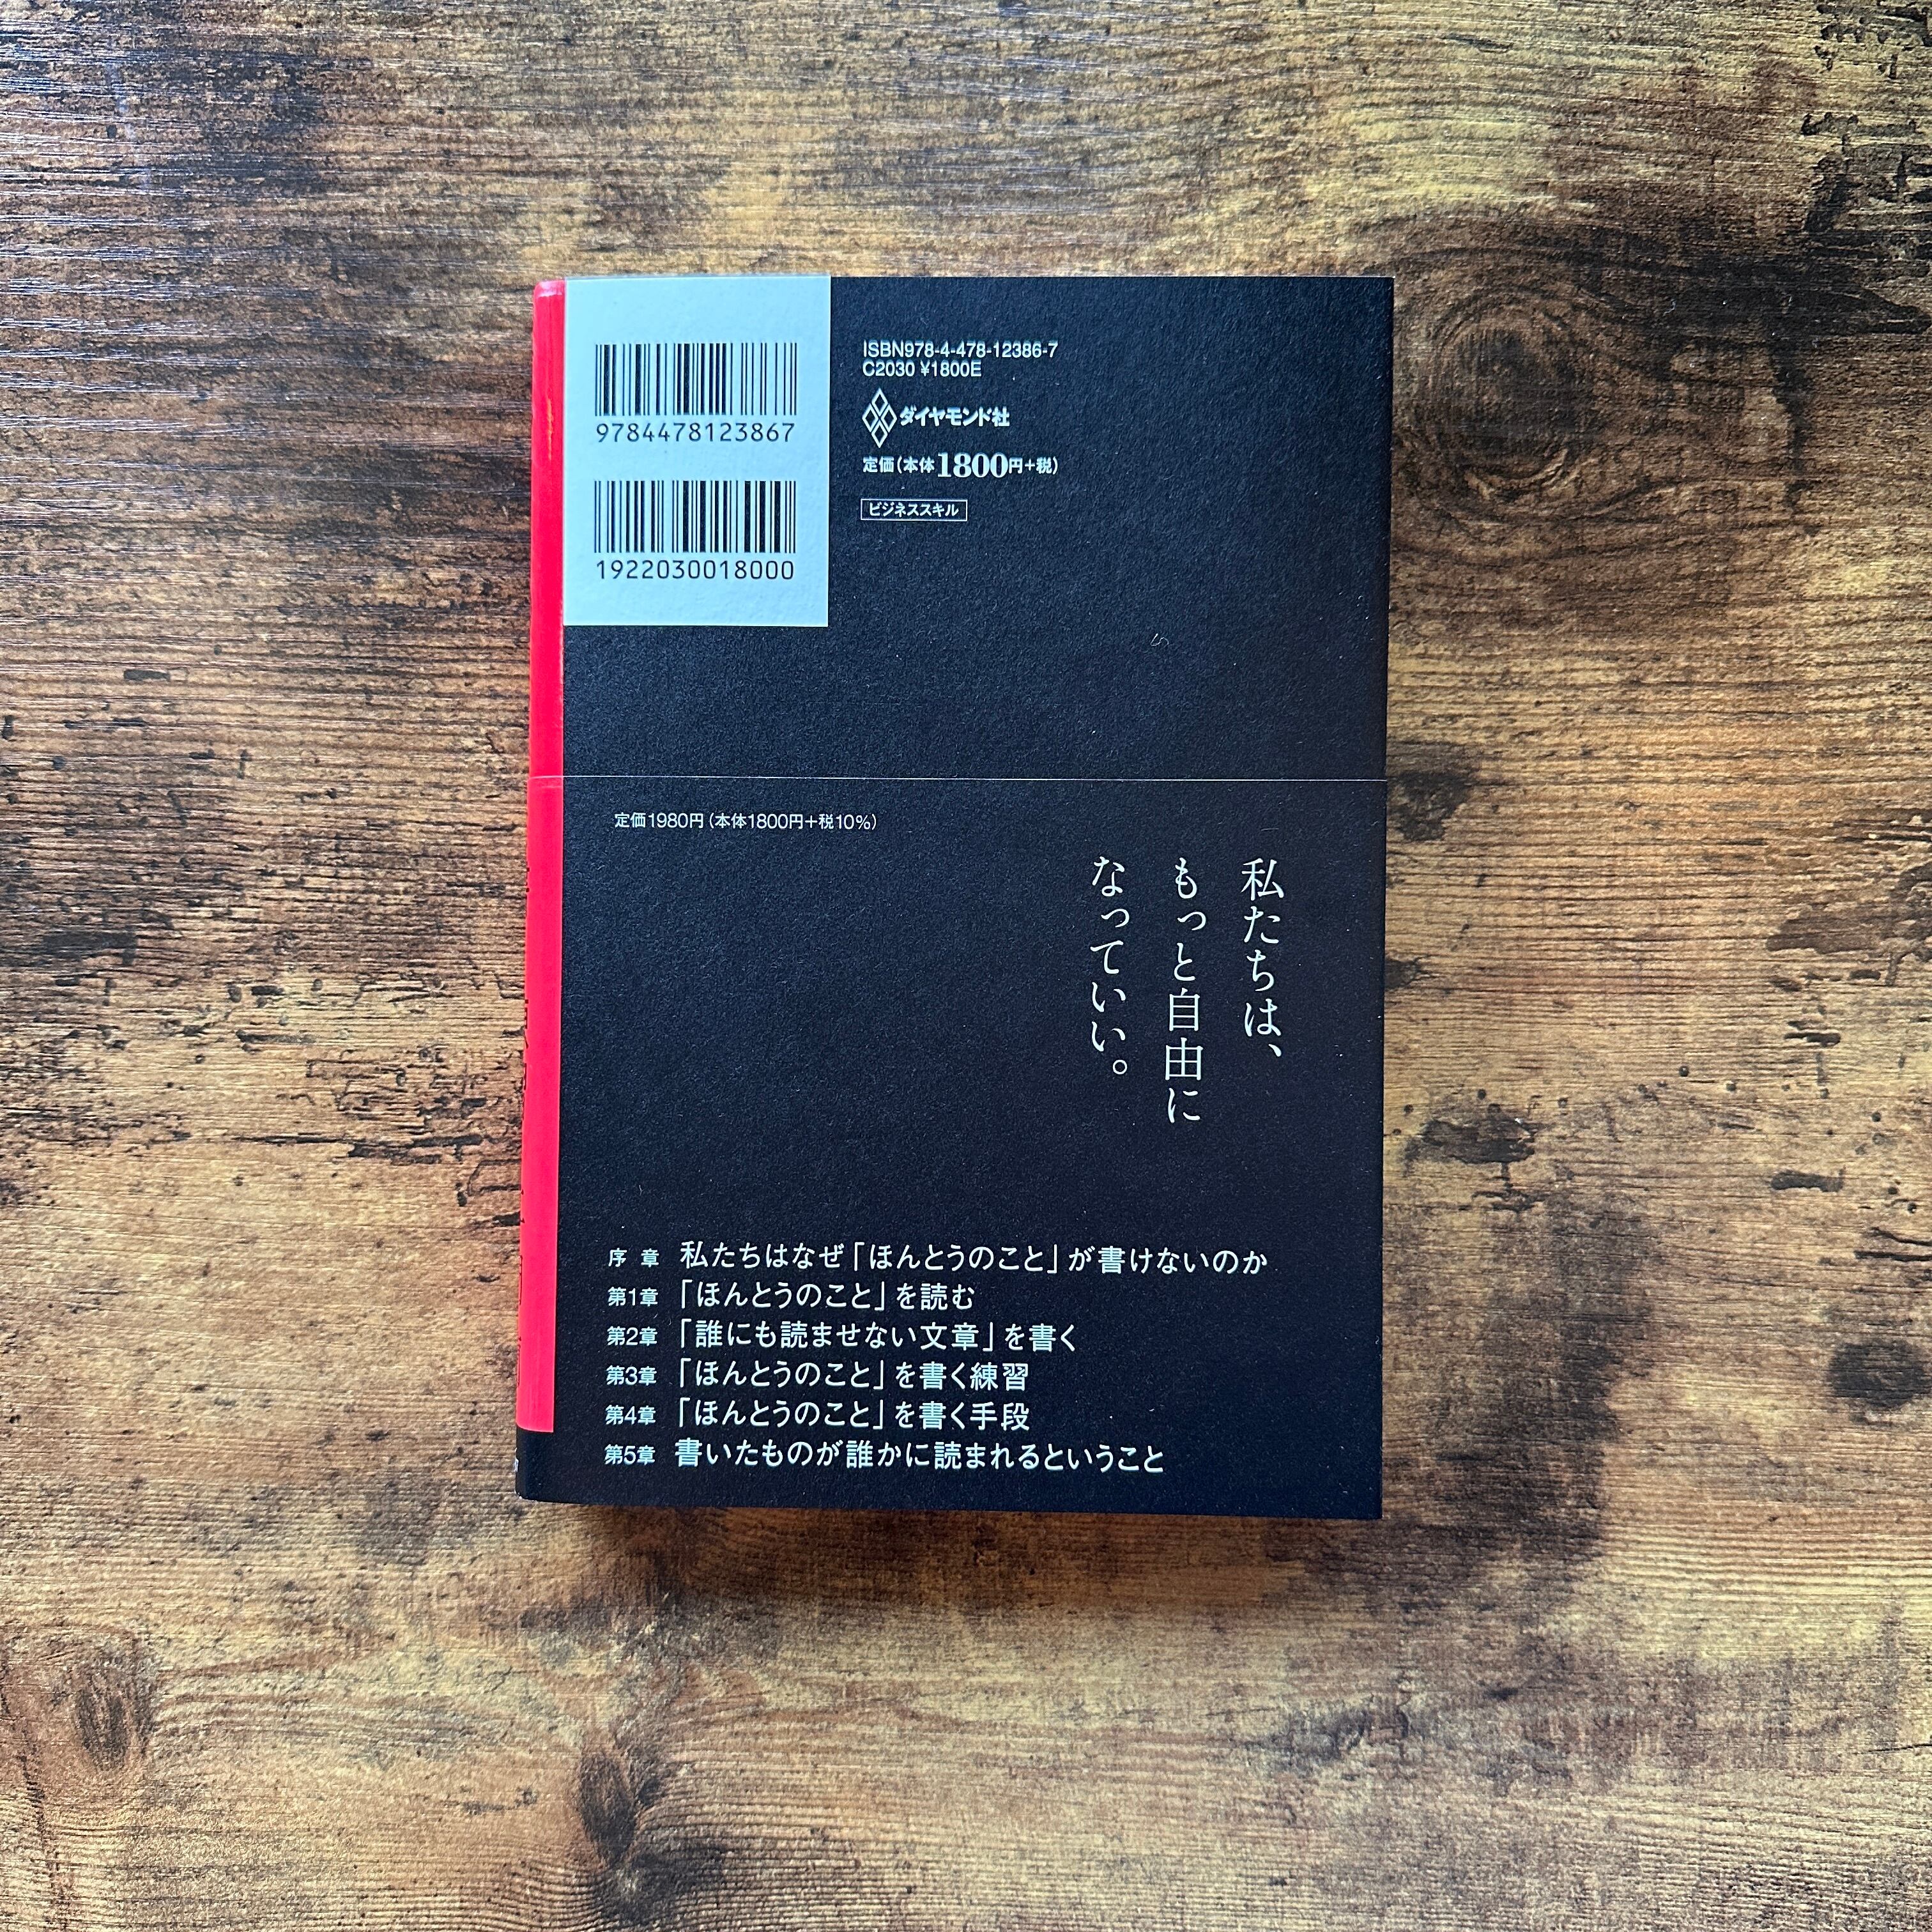 9784478123867
1922030018000
ISBN978-4-478-12386-7
C2030 ¥1800E
ダイヤモンド社
定価(本体1800円+税)
ビジネススキル
定価1980円(本体1800円+税10%)
私たちは、
もっと自由に
なっていい。
序 章 私たちはなぜ「ほんとうのこと」が書けないのか
第1章 「ほんとうのこと」を読む
第2章 「誰にも読ませない文章」を書く
第3章 「ほんとうのこと」を書く練習
第4章 「ほんとうのこと」を書く手段
第5章 書いたものが誰かに読まれるということ